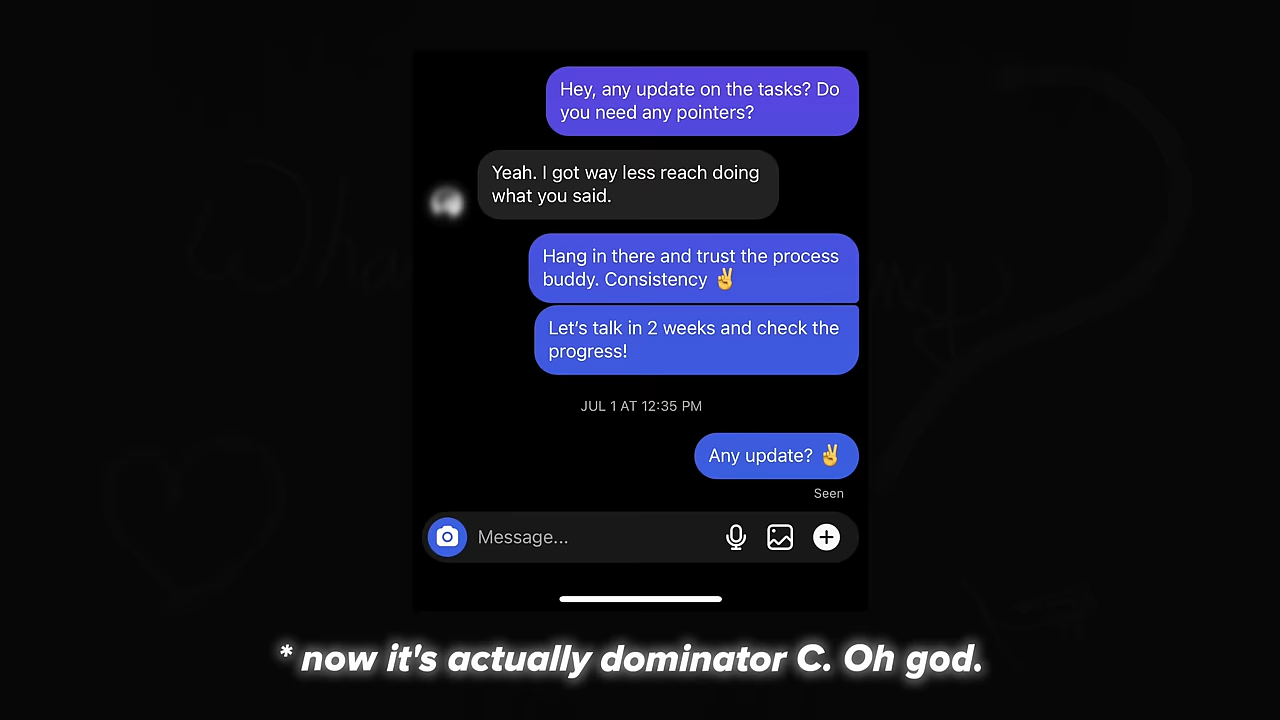 Hey, any update on the tasks? Do
you need any pointers?
Yeah. I got way less reach doing
what you said.
Hang in there and trust the process
buddy. Consistency ✌️
Let's talk in 2 weeks and check the
progress!
JUL 1 AT 12:35 PM
Any update? ✌️
Seen
Message...
* now it's actually dominator C. Oh god.